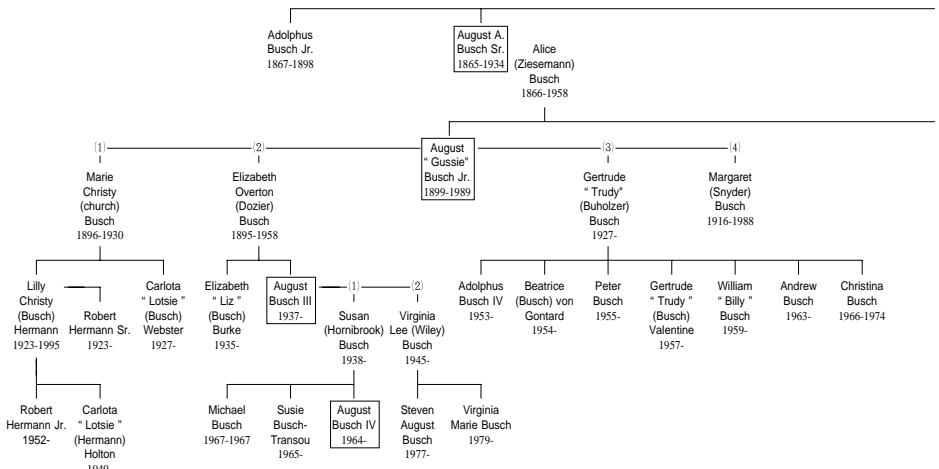 Adolphus
Busch Jr.
1867-1898
August A.
Busch Sr.
1865-1934
Alice
(Ziesemann)
Busch
1866-1958
(1)
Marie
Christy
(church)
Busch
1896-1930
(2)
Elizabeth
Overton
(Dozier)
Busch
1895-1958
August
“ Gussie”
Busch Jr.
1899-1989
(3)
Gertrude
“ Trudy”
(Buholzer)
Busch
1927-
(4)
Margaret
(Snyder)
Busch
1916-1988
Lilly
Christy
(Busch)
Hermann
1923-1995
Robert
Hermann Sr.
1923-
Carlota
“ Lotsie”
(Busch)
Webster
1927-
Elizabeth
“ Liz ”
(Busch)
Burke
1935-
August
Busch III
1937-
(1)
Susan
(Hornibrook)
Busch
1938-
(2)
Virginia
Lee (Wiley)
Busch
1945-
Adolphus
Busch IV
1953-
Beatrice
(Busch) von
Gontard
1954-
Peter
Busch
1955-
Gertrude
“ Trudy”
(Busch)
Valentine
1957-
William
“ Billy”
Busch
1959-
Andrew
Busch
1963-
Christina
Busch
1966-1974
Robert
Hermann Jr.
1952-
Carlota
“ Lotsie ”
(Hermann)
Holton
1949-
Michael
Busch
1967-1967
Susie
Busch-
Transou
1965-
August
Busch IV
1964-
Steven
August
Busch
1977-
Virginia
Marie Busch
1979-